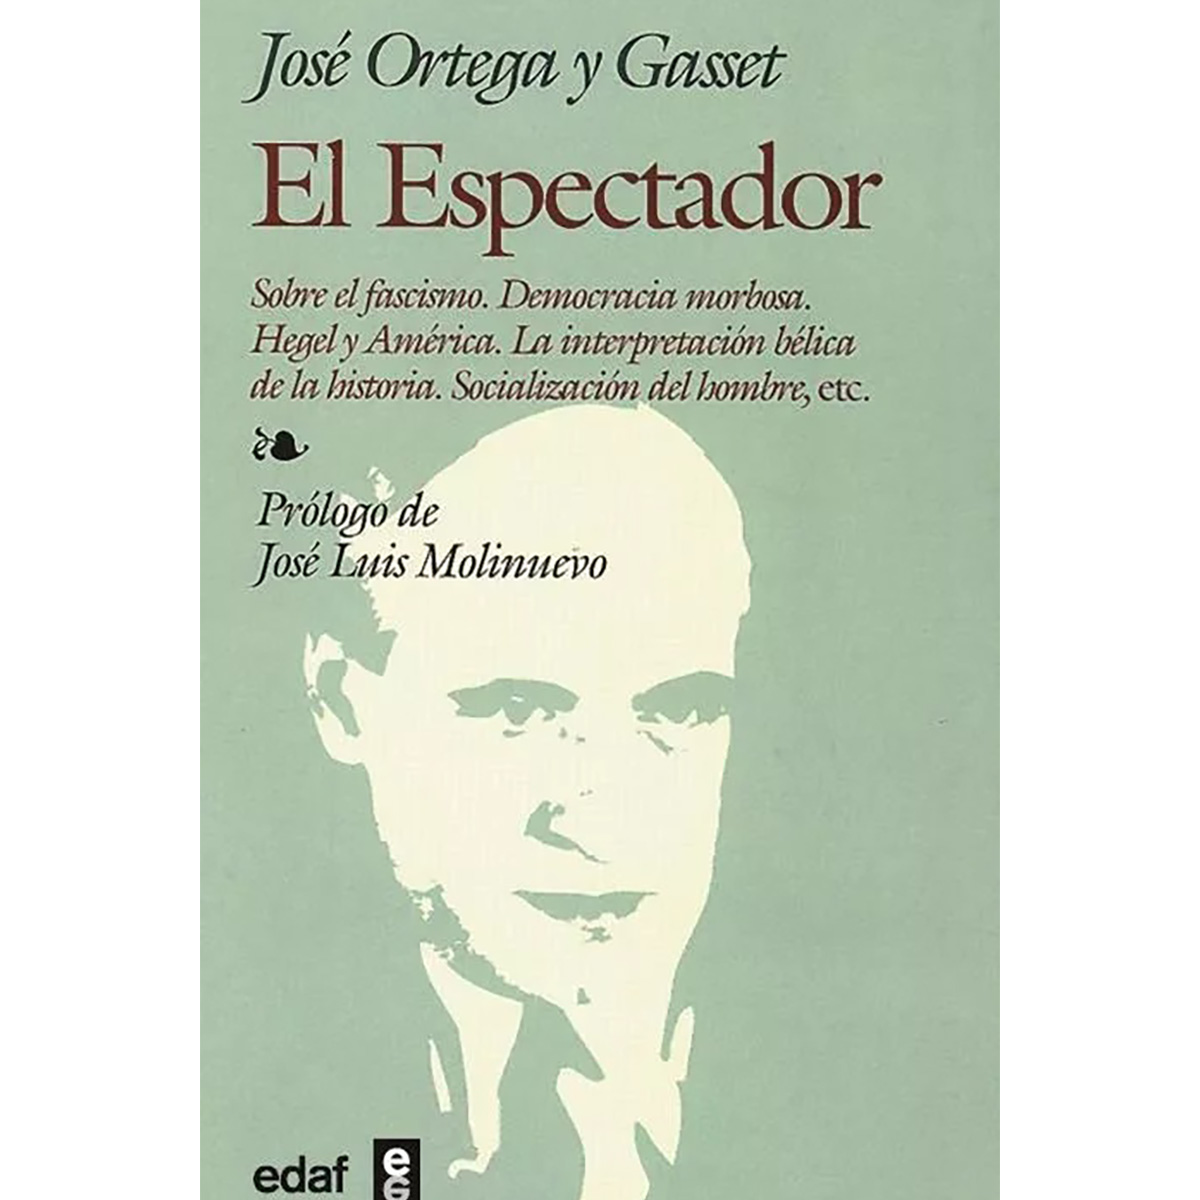 José Ortega y Gasset
El Espectador
Sobre el fascismo. Democracia morbosa.
Hegel y América. La interpretación bélica
de la historia. Socialización del hombre, etc.
Prólogo de
José Luis Molinuevo
edaf e
e